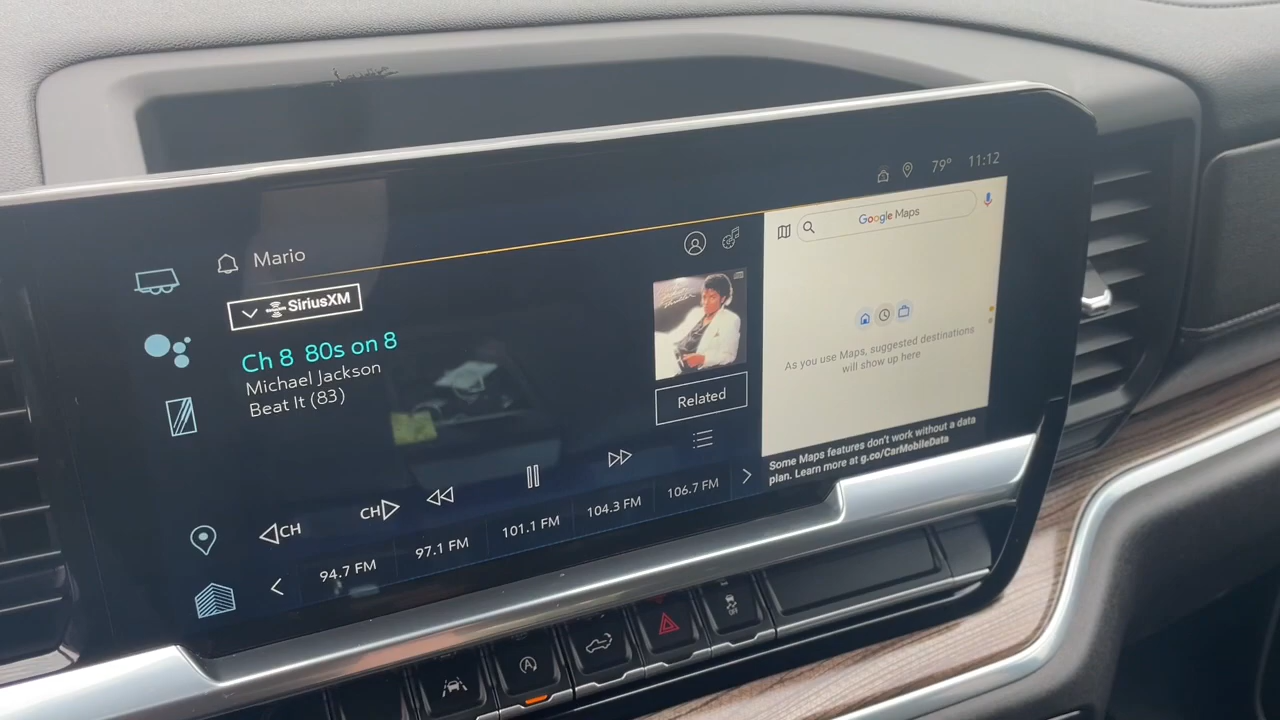 79° 11:12
Mario
SiriusXM
Ch 8 80s on 8
Michael Jackson
Beat It (83)
Related
Google Maps
As you use Maps, suggested destinations
will show up here
Some Maps features don't work without a data
plan. Learn more at g.co/CarMobileData
CH
CH
94.7 FM
97.1 FM
101.1 FM
104.3 FM
106.7 FM
OFF